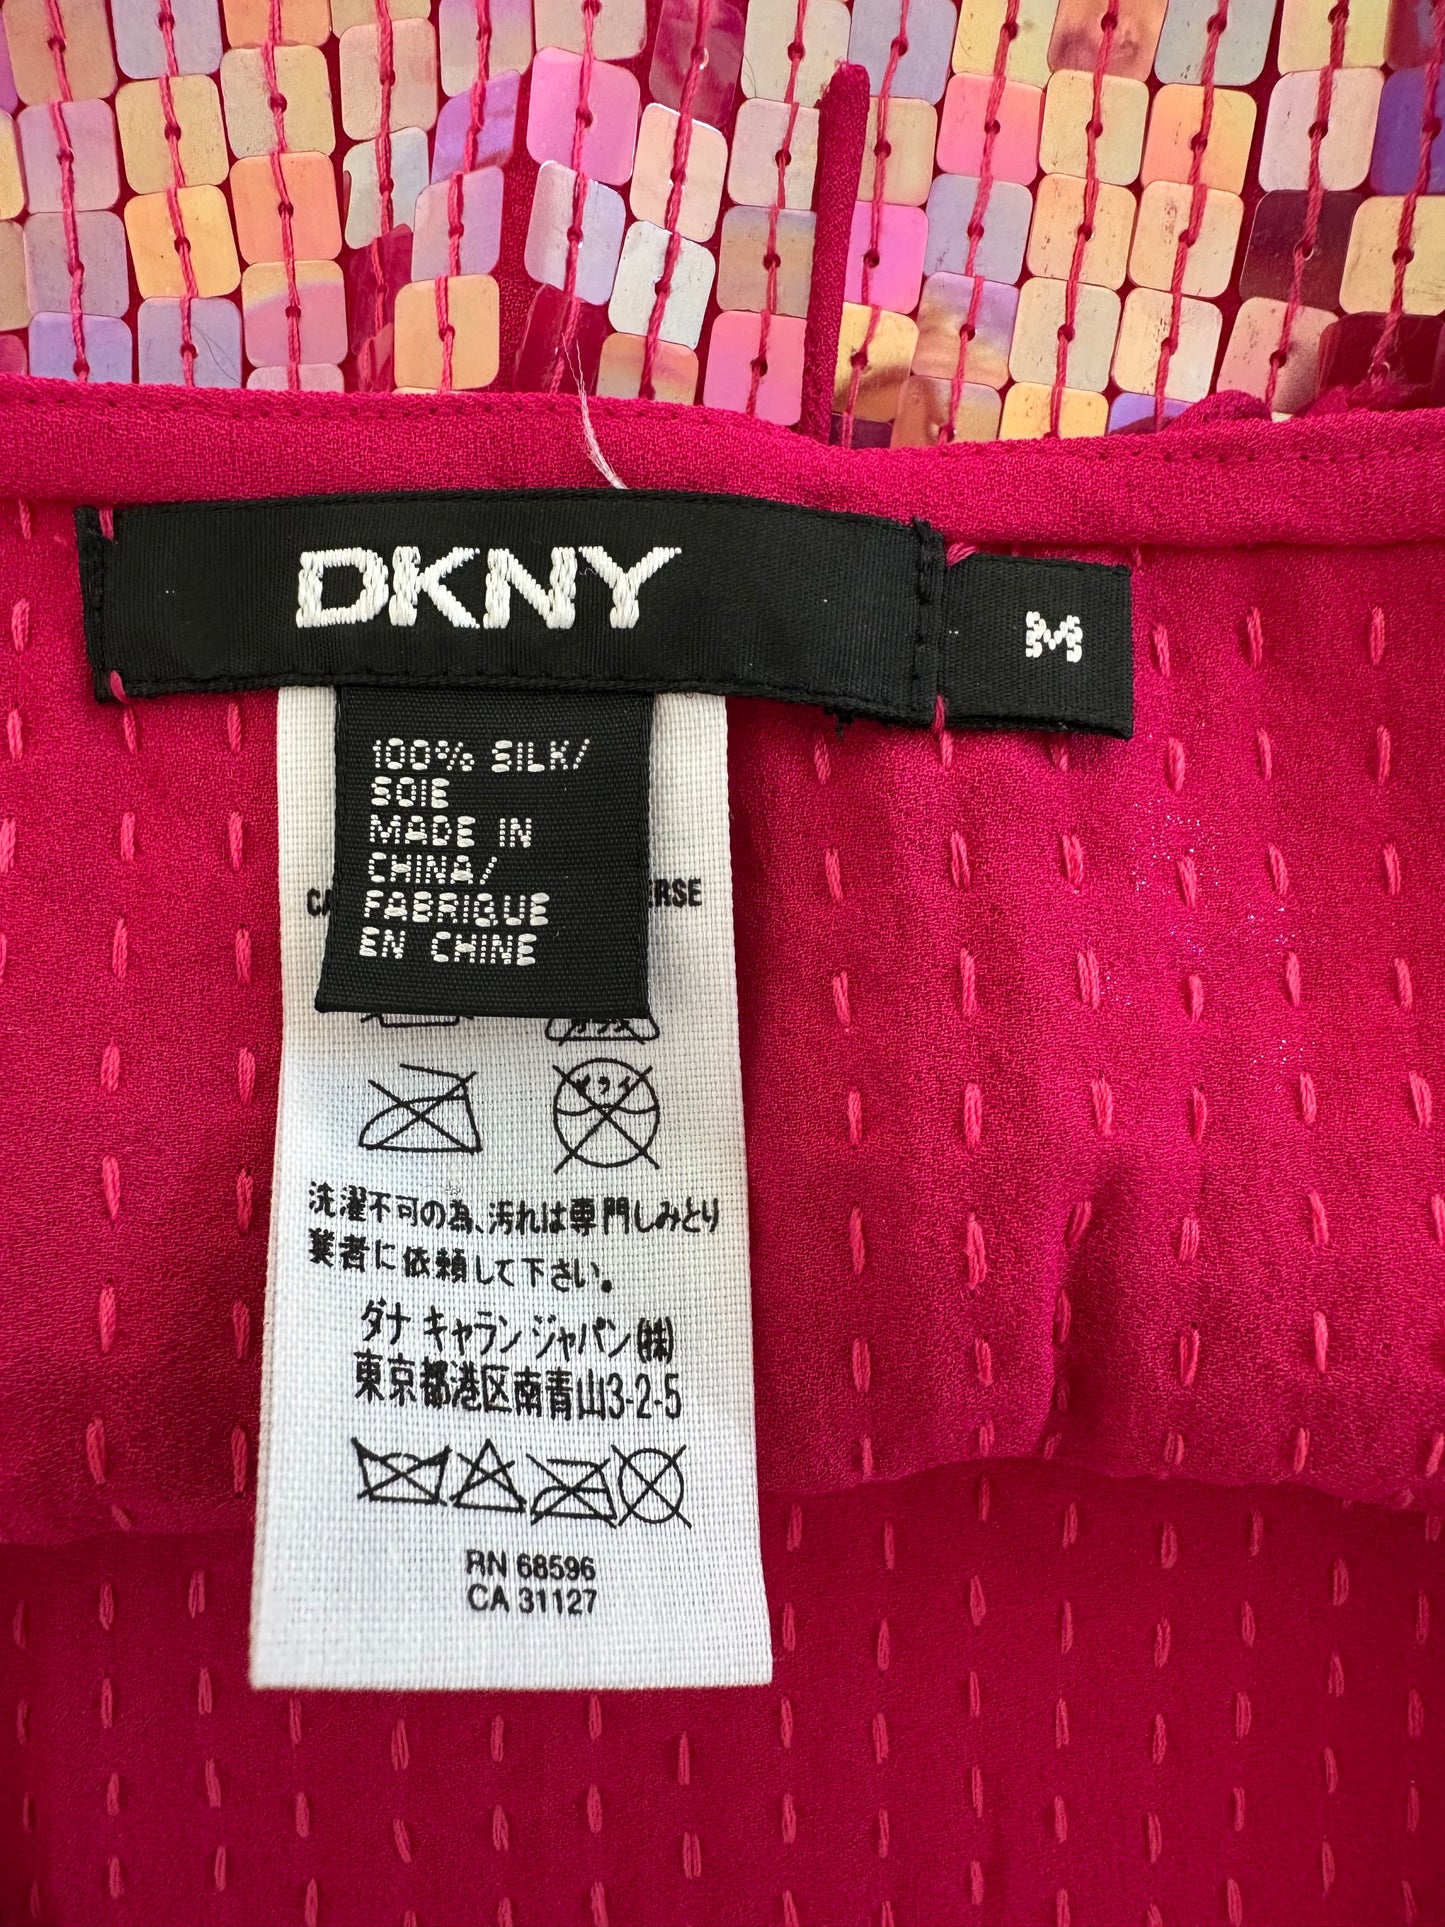 DKNY
M
100% SILK/
SOIE
MADE IN
CHINA/
FABRIQUE
EN CHINE
洗濯不可の為、汚れは専門しみとり
業者に依頼して下さい。
ダナ キャラン ジャパン(株)
東京都港区南青山3-2-5
RN 68596
CA 31127